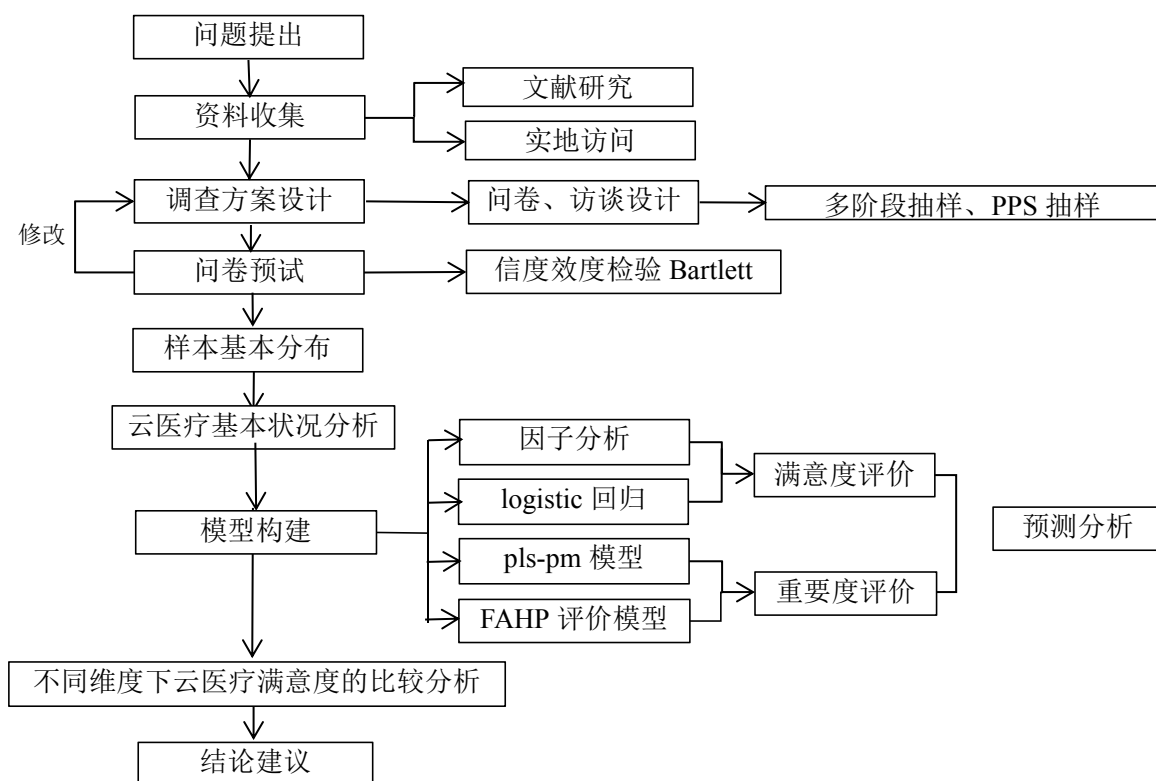 问题提出
文献研究
资料收集
实地访问
调查方案设计
问卷、访谈设计
多阶段抽样、PPS 抽样
修改
问卷预试
信度效度检验 Bartlett
样本基本分布
云医疗基本状况分析
因子分析
满意度评价
logistic 回归
模型构建
预测分析
pls-pm 模型
重要度评价
FAHP 评价模型
不同维度下云医疗满意度的比较分析
结论建议